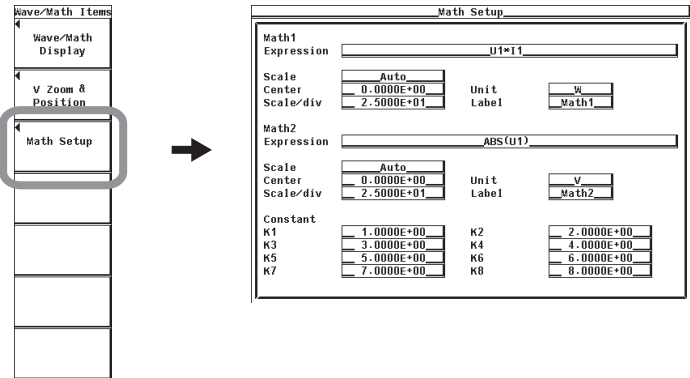 Wave/Math Items
Wave/Math
Display
V Zoom &
Position
Math Setup
Math Setup
Math1
Expression U1*I1
Scale Auto
Center 0.0000E+00 Unit W
Scale/div 2.5000E+01 Label Math1
Math2
Expression ABS(U1)
Scale Auto
Center 0.0000E+00 Unit V
Scale/div 2.5000E+01 Label Math2
Constant
K1 1.0000E+00 K2 2.0000E+00
K3 3.0000E+00 K4 4.0000E+00
K5 5.0000E+00 K6 6.0000E+00
K7 7.0000E+00 K8 8.0000E+00